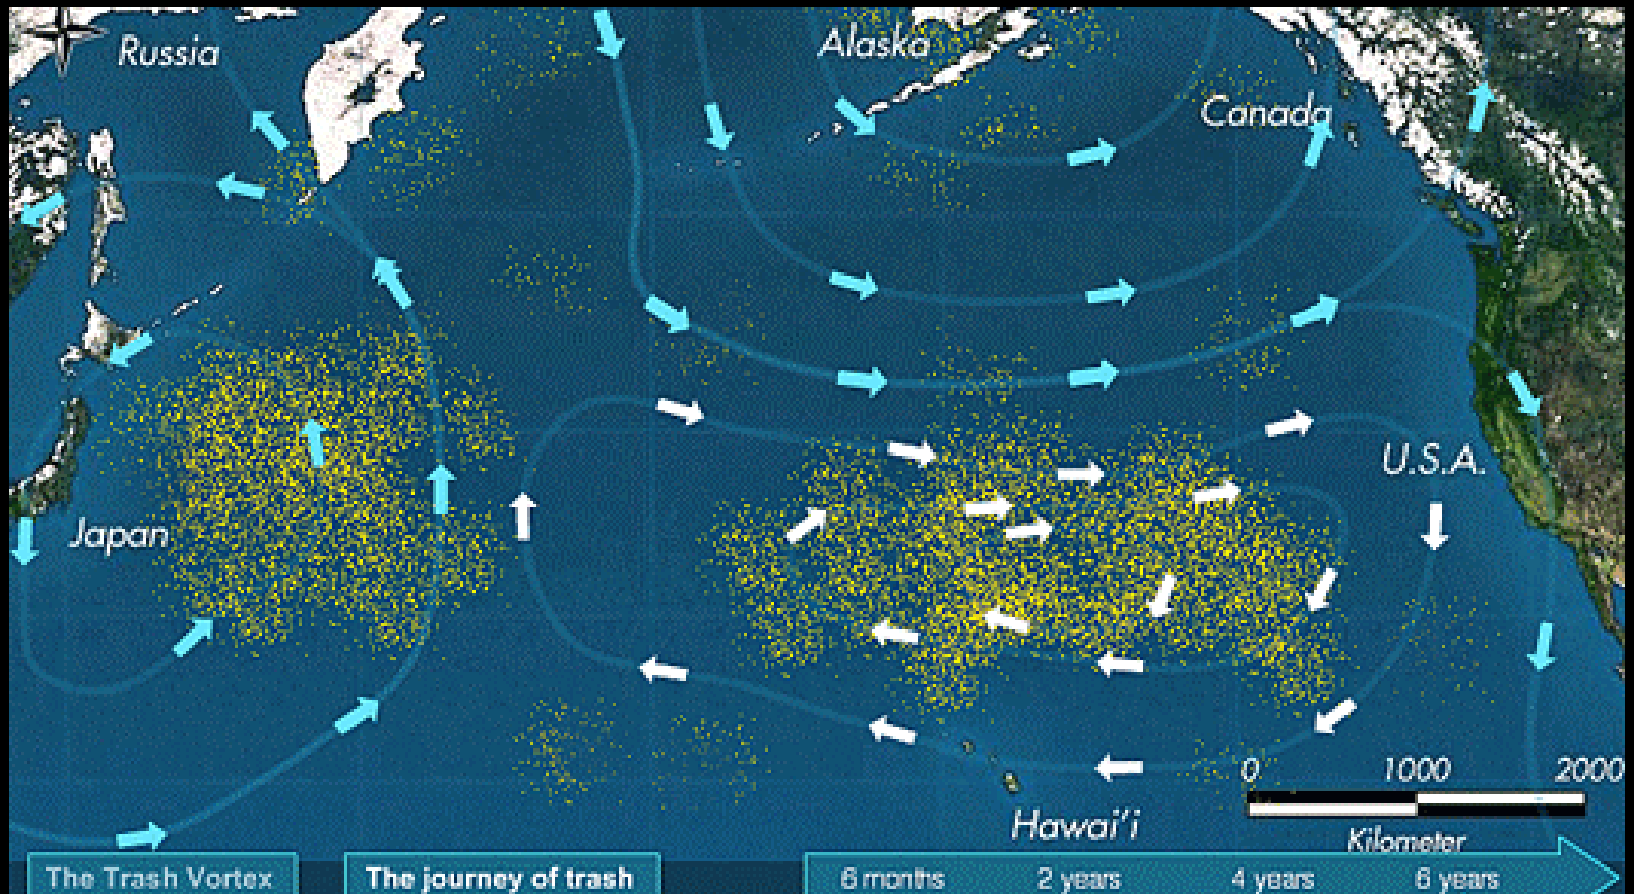 Russia
Alaska
Canada
U.S.A.
Japan
0 1000 2000
Hawai'i
Kilometer
The Trash Vortex
The journey of trash
6 months 2 years 4 years 6 years